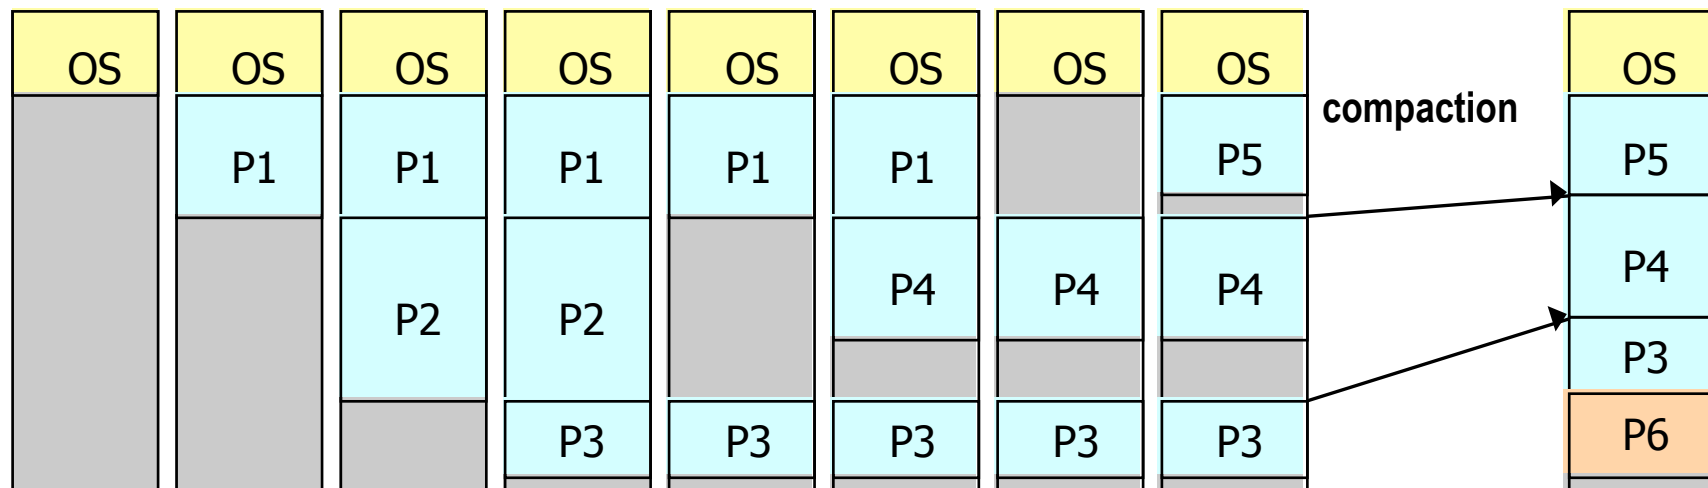 OS OS OS OS OS OS OS OS OS
compaction
P1 P1 P1 P1 P1 P5 P5
P2 P2 P4 P4 P4 P4
P3
P3 P3 P3 P3 P3 P6